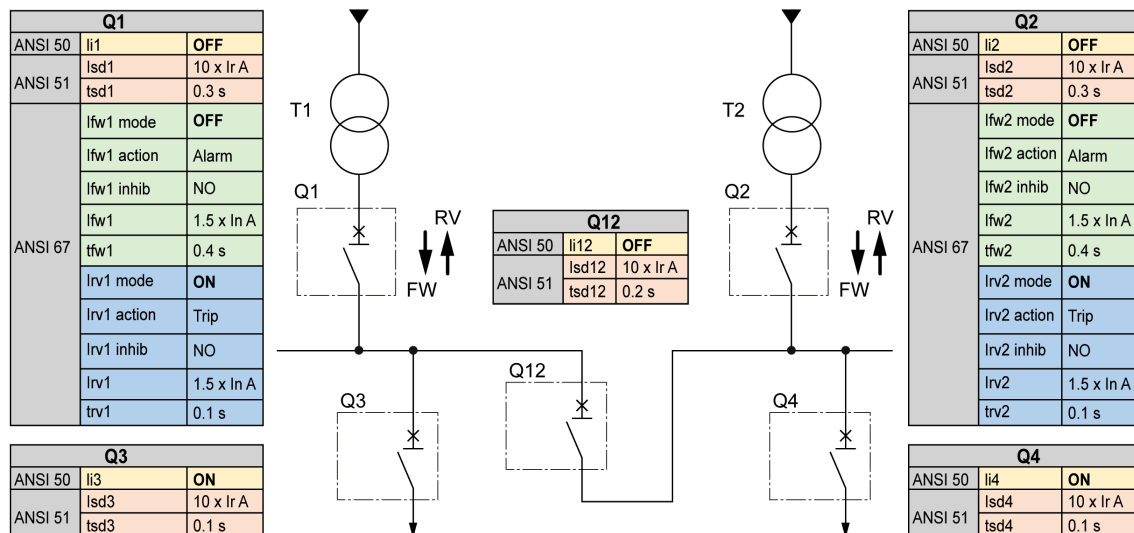 Q1
ANSI 50 Ii1 OFF
ANSI 51 Isd1 10 x Ir A
tsd1 0.3 s
ANSI 67 Ifw1 mode OFF
Ifw1 action Alarm
Ifw1 inhib NO
Ifw1 1.5 x In A
tfw1 0.4 s
Irv1 mode ON
Irv1 action Trip
Irv1 inhib NO
Irv1 1.5 x In A
trv1 0.1 s
Q3
ANSI 50 Ii3 ON
ANSI 51 Isd3 10 x Ir A
tsd3 0.1 s
T1
Q1
RV
FW
Q12
ANSI 50 Ii12 OFF
ANSI 51 Isd12 10 x Ir A
tsd12 0.2 s
T2
Q2
RV
FW
Q12
Q3
Q4
Q2
ANSI 50 Ii2 OFF
ANSI 51 Isd2 10 x Ir A
tsd2 0.3 s
ANSI 67 Ifw2 mode OFF
Ifw2 action Alarm
Ifw2 inhib NO
Ifw2 1.5 x In A
tfw2 0.4 s
Irv2 mode ON
Irv2 action Trip
Irv2 inhib NO
Irv2 1.5 x In A
trv2 0.1 s
Q4
ANSI 50 Ii4 ON
ANSI 51 Isd4 10 x Ir A
tsd4 0.1 s